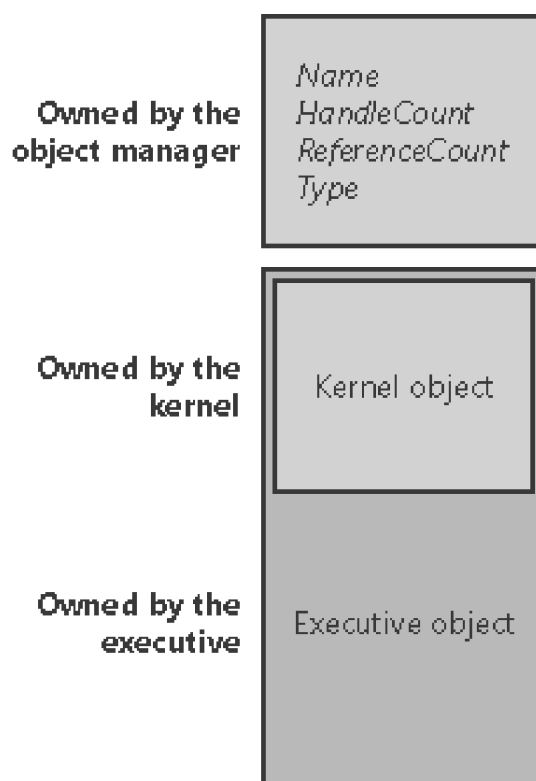 Owned by the
object manager
Name
HandleCount
ReferenceCount
Type
Owned by the
kernel
Kernel object
Owned by the
executive
Executive object